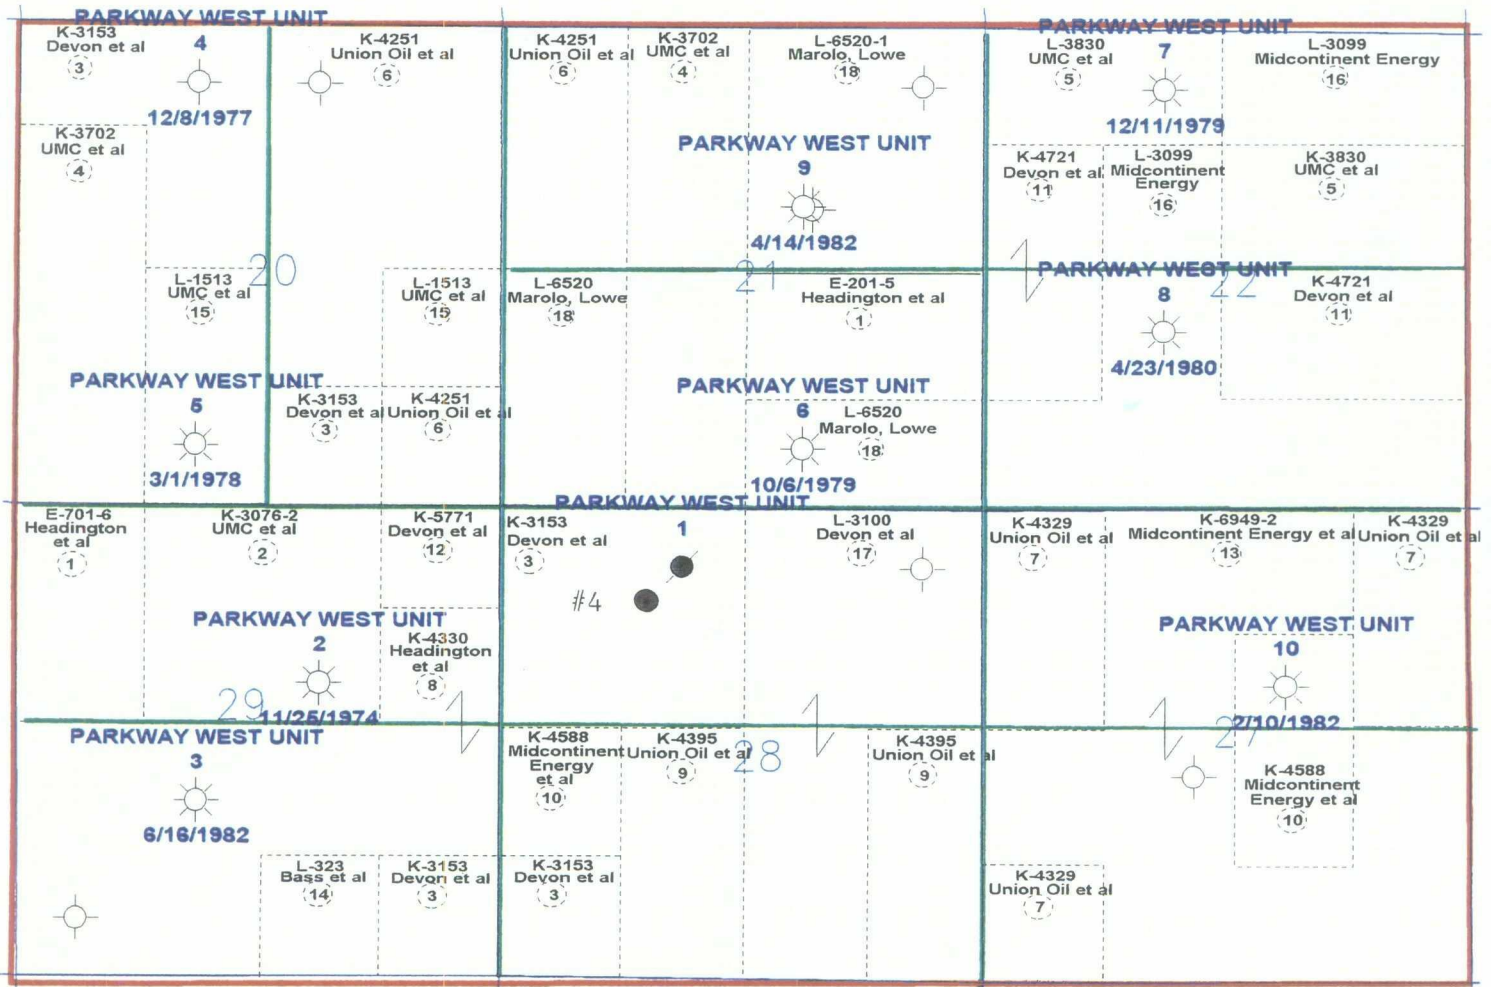 PARKWAY WEST UNIT
4
12/8/1977
K-3153
Devon et al
3
K-3702
UMC et al
4
K-4251
Union Oil et al
6
20
L-1513
UMC et al
15
L-1513
UMC et al
15
PARKWAY WEST UNIT
5
3/1/1978
K-3153
Devon et al
3
K-4251
Union Oil et al
6
K-4251
Union Oil et al
6
K-3702
UMC et al
4
L-6520-1
Marolo, Lowe
18
PARKWAY WEST UNIT
9
4/14/1982
21
L-6520
Marolo, Lowe
18
E-201-5
Headington et al
1
PARKWAY WEST UNIT
6
10/6/1979
L-6520
Marolo, Lowe
18
PARKWAY WEST UNIT
7
12/11/1979
L-3830
UMC et al
5
L-3099
Midcontinent Energy
16
K-4721
Devon et al
11
L-3099
Midcontinent
Energy
16
K-3830
UMC et al
5
PARKWAY WEST UNIT
8
4/23/1980
22
K-4721
Devon et al
11
E-701-6
Headington
et al
1
K-3076-2
UMC et al
2
K-5771
Devon et al
12
PARKWAY WEST UNIT
2
11/25/1974
K-4330
Headington
et al
8
29
PARKWAY WEST UNIT
3
6/16/1982
L-323
Bass et al
14
K-3153
Devon et al
3
PARKWAY WEST UNIT
1
K-3153
Devon et al
3
#4
L-3100
Devon et al
17
K-4588
Midcontinent
Energy
et al
10
K-4395
Union Oil et al
9
28
K-4395
Union Oil et al
9
K-3153
Devon et al
3
K-4329
Union Oil et al
7
K-6949-2
Midcontinent Energy et al
13
K-4329
Union Oil et al
7
PARKWAY WEST UNIT
10
2/10/1982
27
K-4588
Midcontinent
Energy et al
10
K-4329
Union Oil et al
7